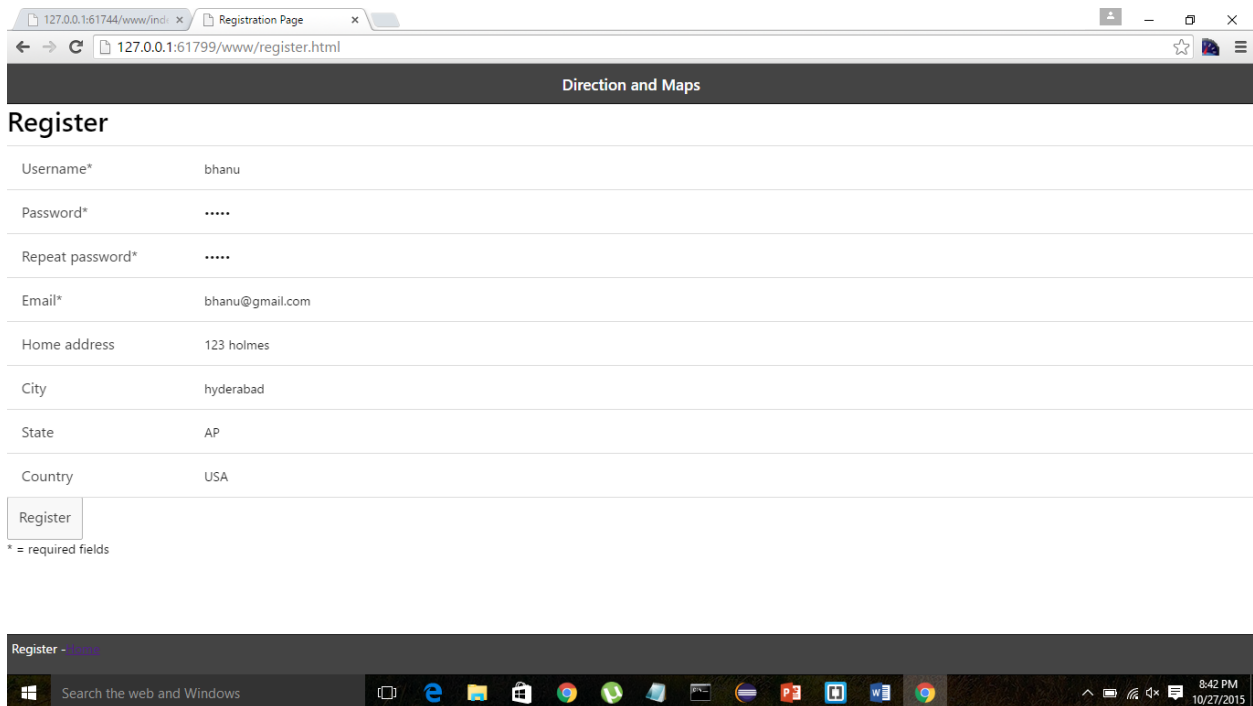 127.0.0.1:61744/www/ind Registration Page
127.0.0.1:61799/www/register.html
Direction and Maps
Register
Username* bhanu
Password* •••••
Repeat password* •••••
Email* bhanu@gmail.com
Home address 123 holmes
City hyderabad
State AP
Country USA
Register
* = required fields
Register -Home
Search the web and Windows
8:42 PM
10/27/2015